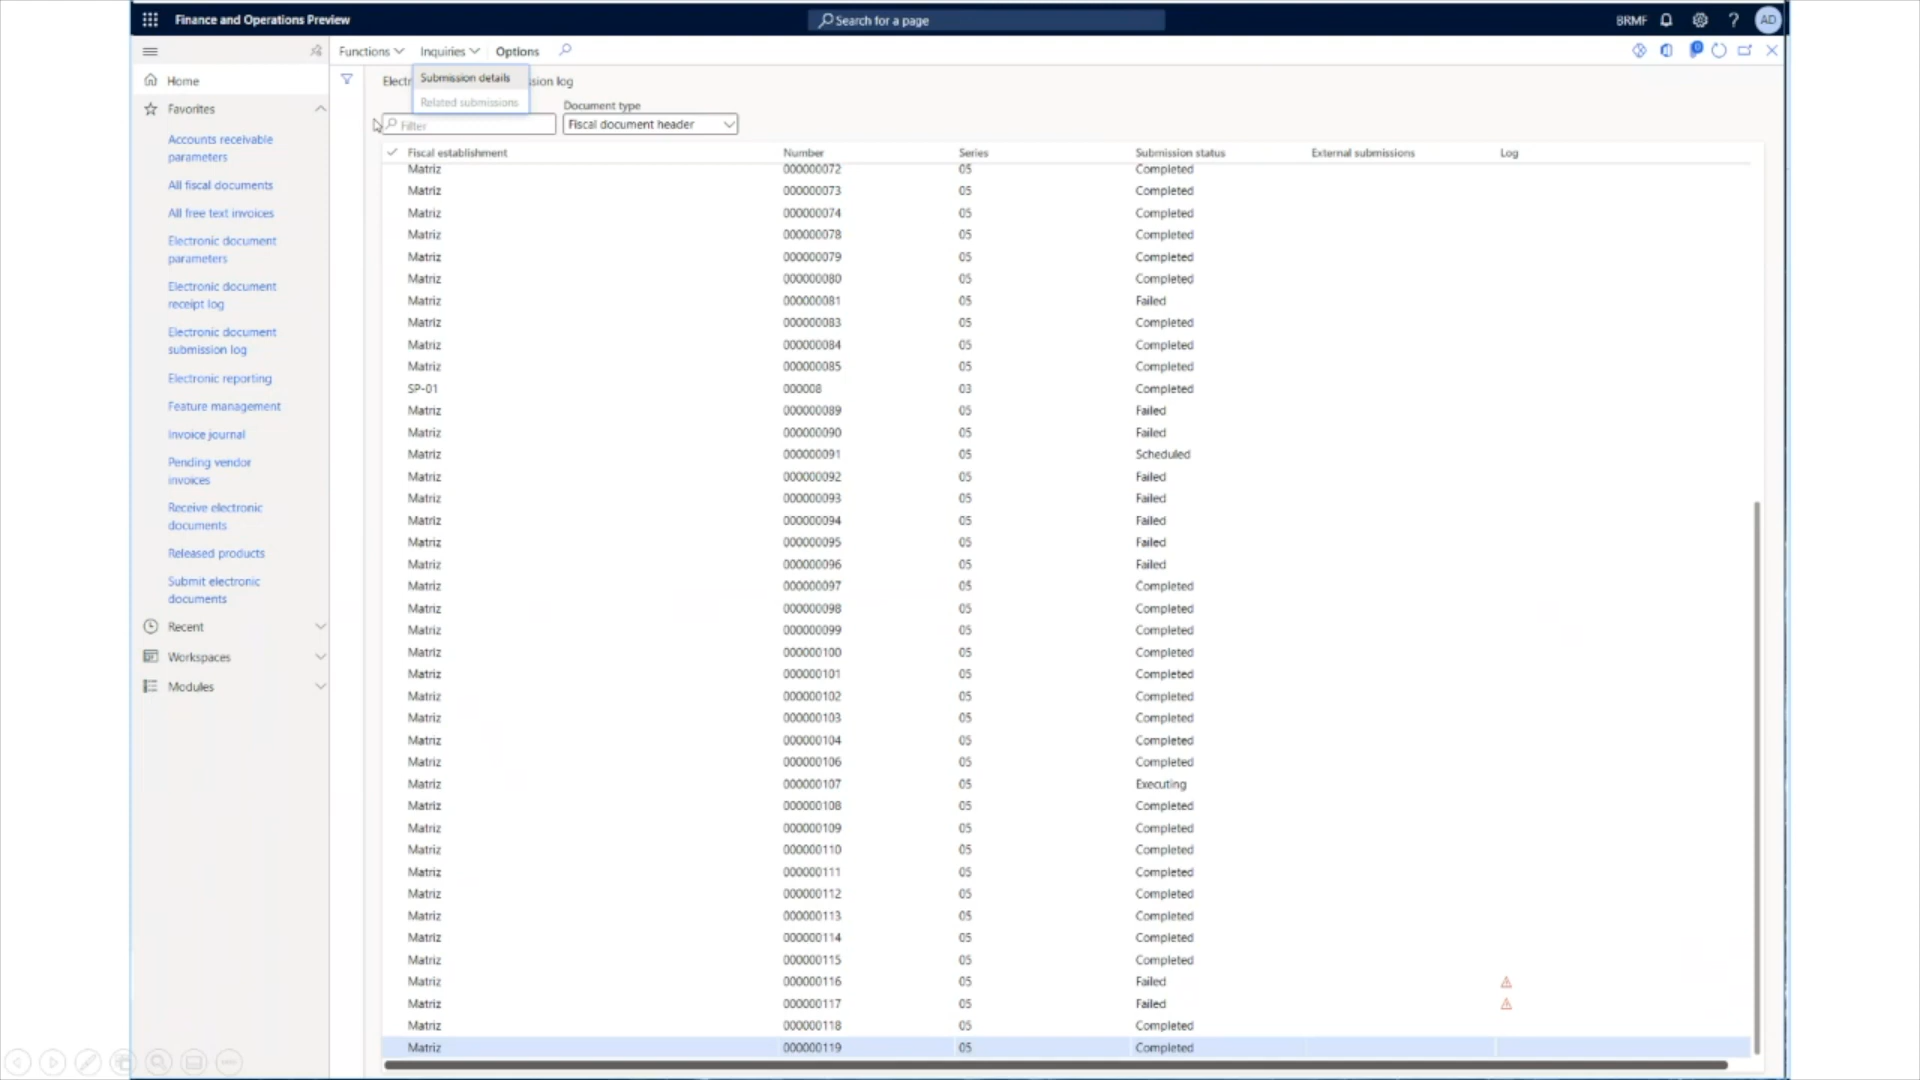 Finance and Operations Preview
Search for a page
BRMF
?
AD
Functions
Inquiries
Options
Home
Favorites
Accounts receivable
parameters
All fiscal documents
All free text invoices
Electronic document
parameters
Electronic document
receipt log
Electronic document
submission log
Electronic reporting
Feature management
Invoice journal
Pending vendor
invoices
Receive electronic
documents
Released products
Submit electronic
documents
Recent
Workspaces
Modules
Electr
Submission details
sion log
Related submissions
Filter
Document type
Fiscal document header
Fiscal establishment Number Series Submission status External submissions Log
Matriz 000000072 05 Completed
Matriz 000000073 05 Completed
Matriz 000000074 05 Completed
Matriz 000000078 05 Completed
Matriz 000000079 05 Completed
Matriz 000000080 05 Completed
Matriz 000000081 05 Failed
Matriz 000000083 05 Completed
Matriz 000000084 05 Completed
Matriz 000000085 05 Completed
SP-01 000008 03 Completed
Matriz 000000089 05 Failed
Matriz 000000090 05 Failed
Matriz 000000091 05 Scheduled
Matriz 000000092 05 Failed
Matriz 000000093 05 Failed
Matriz 000000094 05 Failed
Matriz 000000095 05 Failed
Matriz 000000096 05 Failed
Matriz 000000097 05 Completed
Matriz 000000098 05 Completed
Matriz 000000099 05 Completed
Matriz 000000100 05 Completed
Matriz 000000101 05 Completed
Matriz 000000102 05 Completed
Matriz 000000103 05 Completed
Matriz 000000104 05 Completed
Matriz 000000106 05 Completed
Matriz 000000107 05 Executing
Matriz 000000108 05 Completed
Matriz 000000109 05 Completed
Matriz 000000110 05 Completed
Matriz 000000111 05 Completed
Matriz 000000112 05 Completed
Matriz 000000113 05 Completed
Matriz 000000114 05 Completed
Matriz 000000115 05 Completed
Matriz 000000116 05 Failed
Matriz 000000117 05 Failed
Matriz 000000118 05 Completed
Matriz 000000119 05 Completed